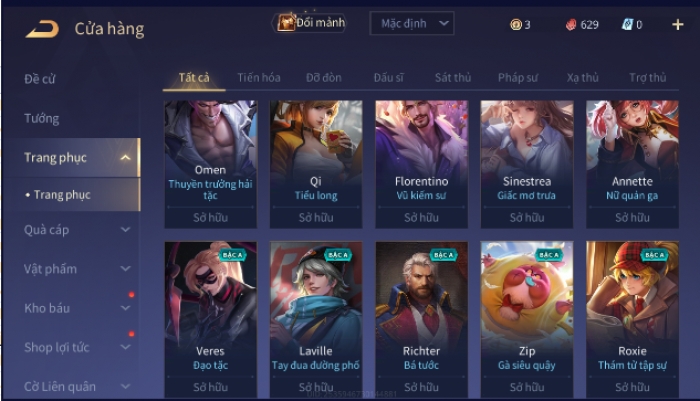 Cửa hàng
Đổi mảnh
Mặc định
3
629
0
Đề cử
Tướng
Trang phục
• Trang phục
Quà cáp
Vật phẩm
Kho báu
Shop lợi tức
Cờ Liên quân
Tất cả Tiến hóa Đỡ đòn Đấu sĩ Sát thủ Pháp sư Xạ thủ Trợ thủ
Omen
Thuyền trưởng hải
tặc
Sở hữu
Qi
Tiểu long
Sở hữu
Florentino
Vũ kiếm sư
Sở hữu
Sinestrea
Giấc mơ trưa
Sở hữu
Annette
Nữ quản ga
Sở hữu
BẬC A
Veres
Đạo tặc
Sở hữu
BẬC A
Laville
Tay đua đường phố
Sở hữu
BẬC A
Richter
Bá tước
Sở hữu
BẬC A
Zip
Gà siêu quậy
Sở hữu
BẬC A
Roxie
Thám tử tập sự
Sở hữu